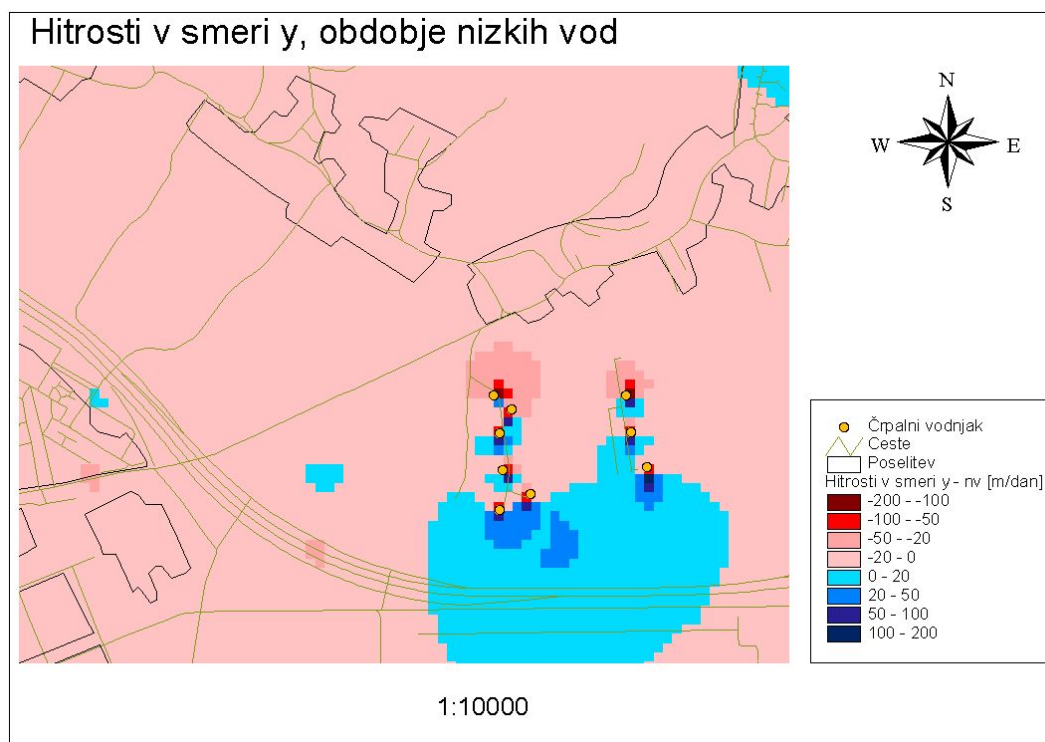 Hitrosti v smeri y, obdobje nizkih vod
N
W E
S
Črpalni vodnjak
Ceste
Poselitev
Hitrosti v smeri y - nv [m/dan]
-200 - -100
-100 - -50
-50 - -20
-20 - 0
0 - 20
20 - 50
50 - 100
100 - 200
1:10000